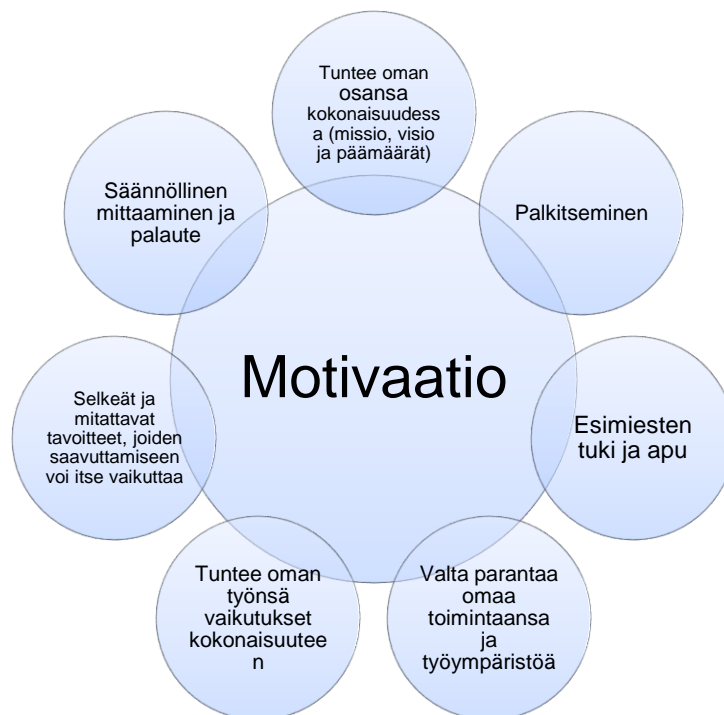 Tuntee oman
osansa
kokonaisuudess
a (missio, visio
ja päämäärät)
Palkitseminen
Esimiesten
tuki ja apu
Valta parantaa
omaa
toimintaansa
ja
työympäristöä
Tuntee oman
työnsä
vaikutukset
kokonaisuutee
n
Selkeät ja
mitattavat
tavoitteet, joiden
saavuttamiseen
voi itse vaikuttaa
Säännöllinen
mittaaminen ja
palaute
Motivaatio